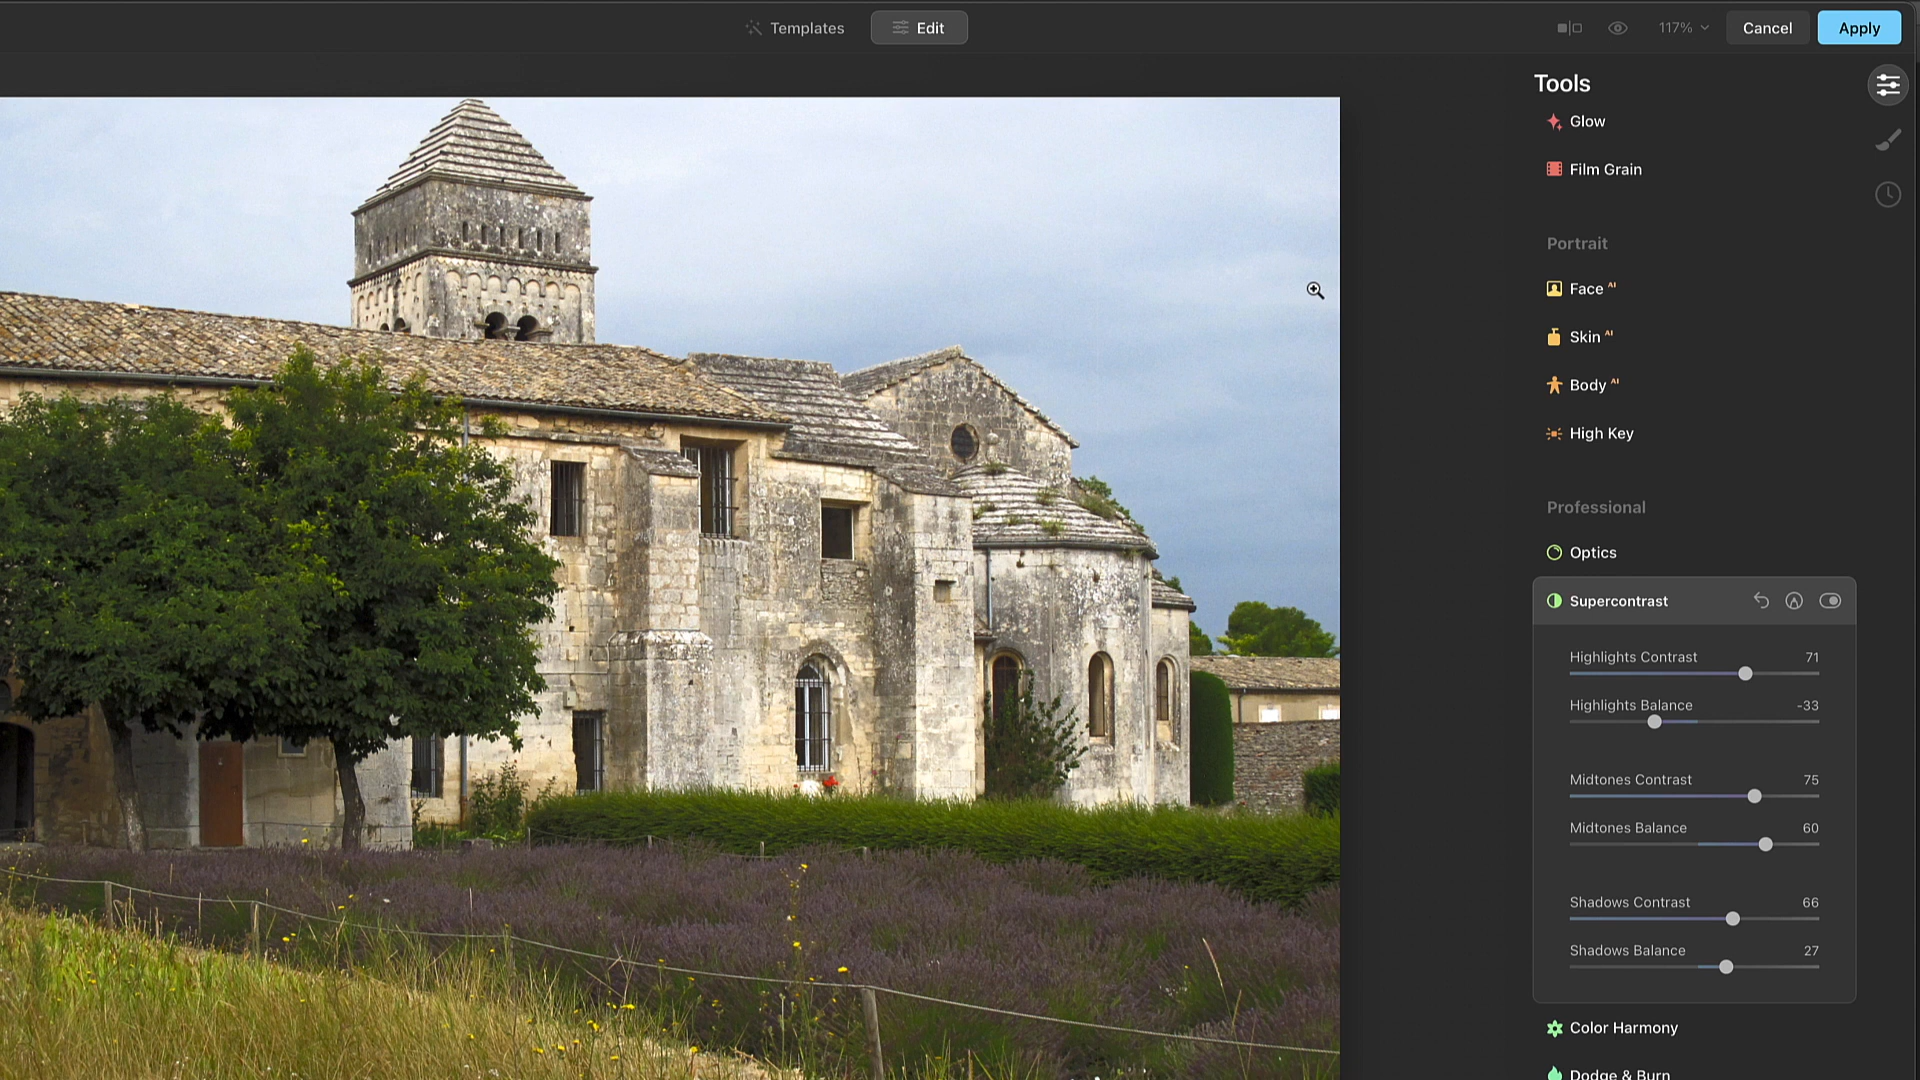 Templates
Edit
117%
Cancel
Apply
Tools
Glow
Film Grain
Portrait
Face AI
Skin AI
Body AI
High Key
Professional
Optics
Supercontrast
Highlights Contrast 71
Highlights Balance -33
Midtones Contrast 75
Midtones Balance 60
Shadows Contrast 66
Shadows Balance 27
Color Harmony
Dodge & Burn